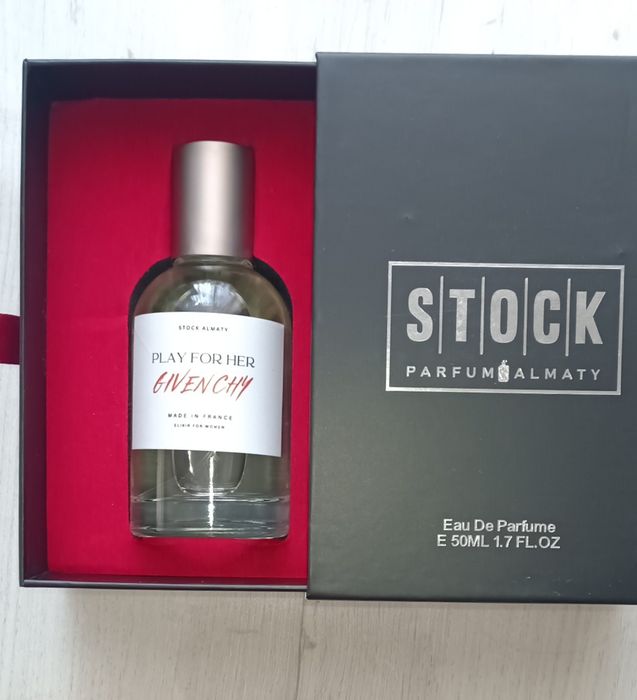 STOCK ALMATY
PLAY FOR HER
GIVENCHY
MADE IN FRANCE
ELIXIR FOR WOMEN
STOCK
PARFUM ALMATY
Eau De Parfume
E 50ML 1.7 FL.OZ